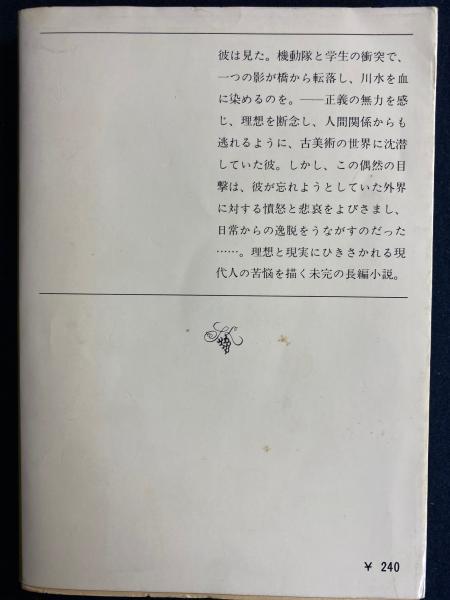 彼は見た。機動隊と学生の衝突で、
一つの影が橋から転落し、川水を血
に染めるのを。——正義の無力を感
じ、理想を断念し、人間関係からも
逃れるように、古美術の世界に沈潜
していた彼。しかし、この偶然の目
撃は、彼が忘れようとしていた外界
に対する憤怒と悲哀をよびさまし、
日常からの逸脱をうながすのだった
……。理想と現実にひきさかれる現
代人の苦悩を描く未完の長編小説。
¥ 240